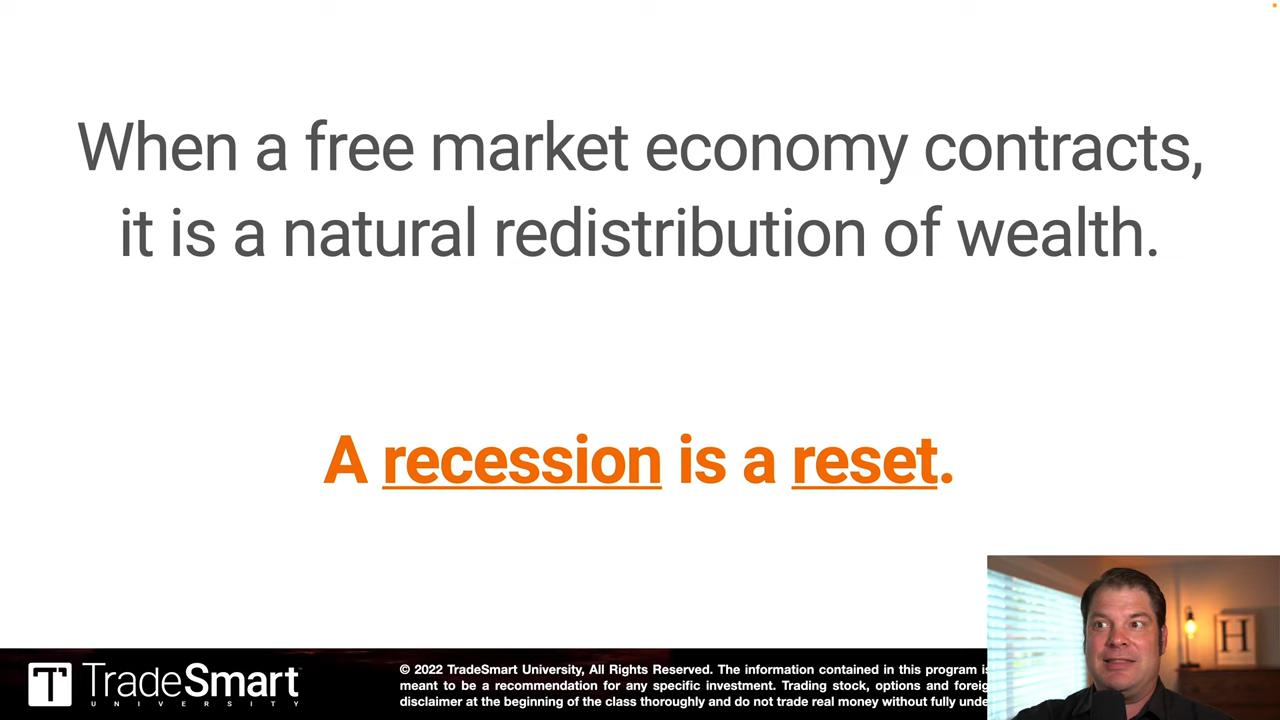 When a free market economy contracts,
it is a natural redistribution of wealth.
A recession is a reset.
TradeSmart
UNIVERSITY
© 2022 TradeSmart University, All Rights Reserved. The information contained in this program is
meant to be a recommendation for any specific investment. Trading stock, options and
disclaimer at the beginning of the class thoroughly and do not trade real money without fully
H